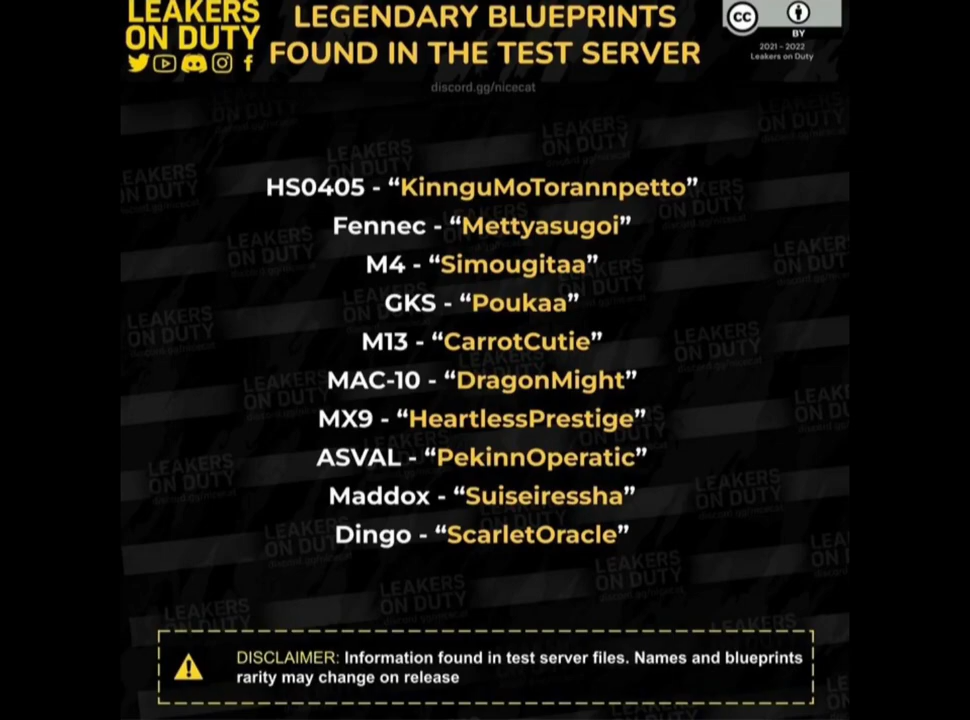 LEAKERS
ON DUTY
LEGENDARY BLUEPRINTS
FOUND IN THE TEST SERVER
discord.gg/nicecat
CC
BY
2021 - 2022
Leakers on Duty
HS0405 - “KinnguMoTorannpetto”
Fennec - “Mettyasugoi”
M4 - “Simougitaa”
GKS - “Poukaa”
M13 - “CarrotCutie”
MAC-10 - “DragonMight”
MX9 - “HeartlessPrestige”
ASVAL - “PekinnOperatic”
Maddox - “Suiseiressha”
Dingo - “ScarletOracle”
DISCLAIMER: Information found in test server files. Names and blueprints
rarity may change on release